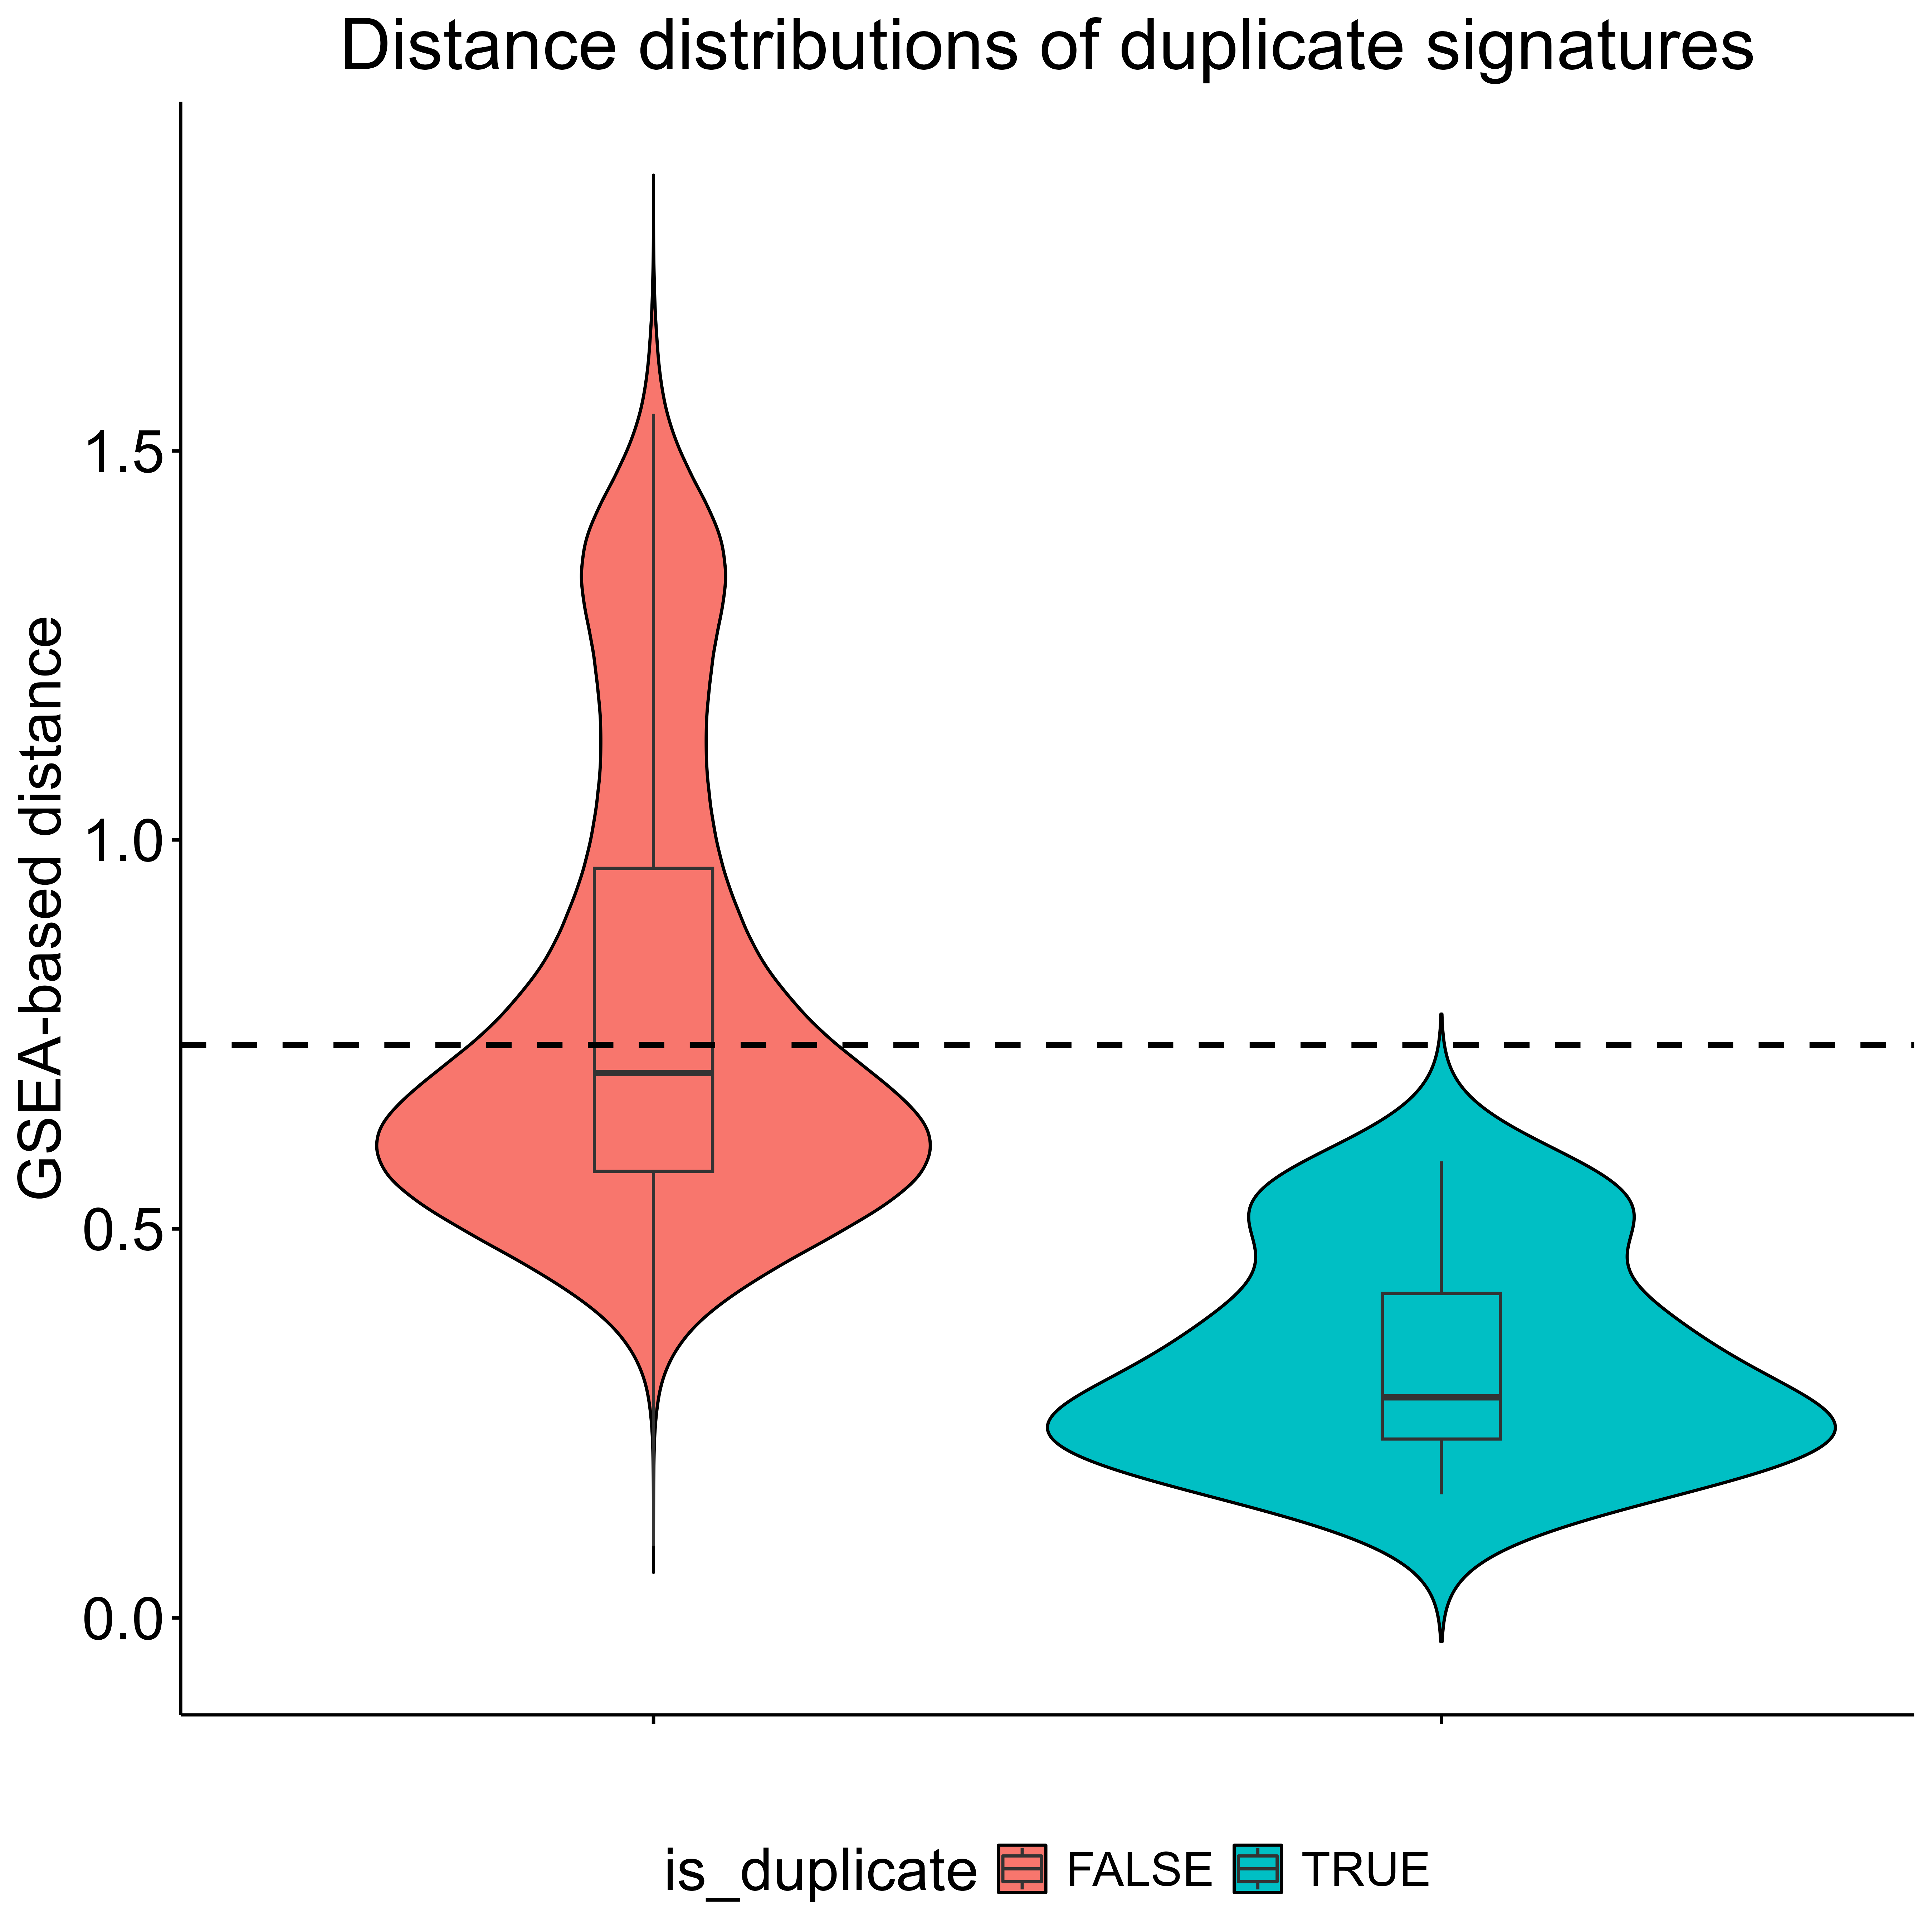 Distance distributions of duplicate signatures
GSEA-based distance
1.5
1.0
0.5
0.0
is_duplicate FALSE TRUE